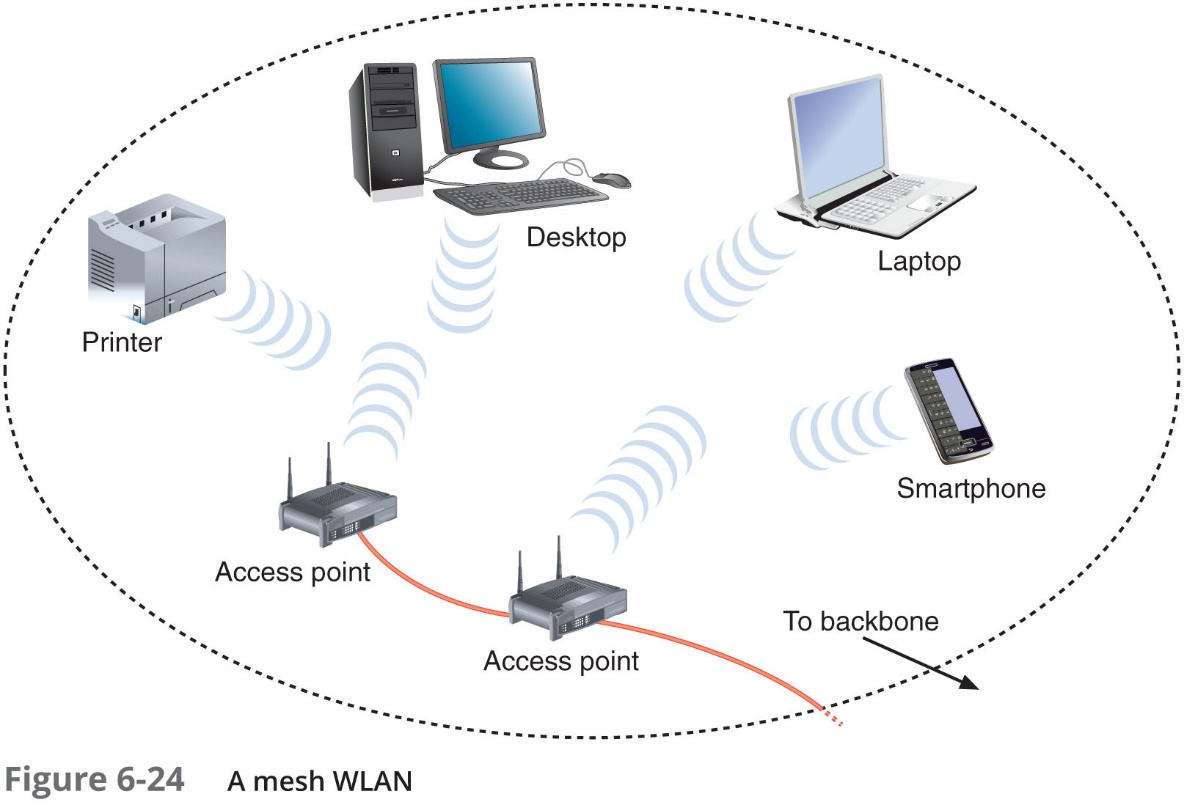 Desktop
Laptop
Printer
Smartphone
Access point
To backbone
Access point
Figure 6-24 A mesh WLAN